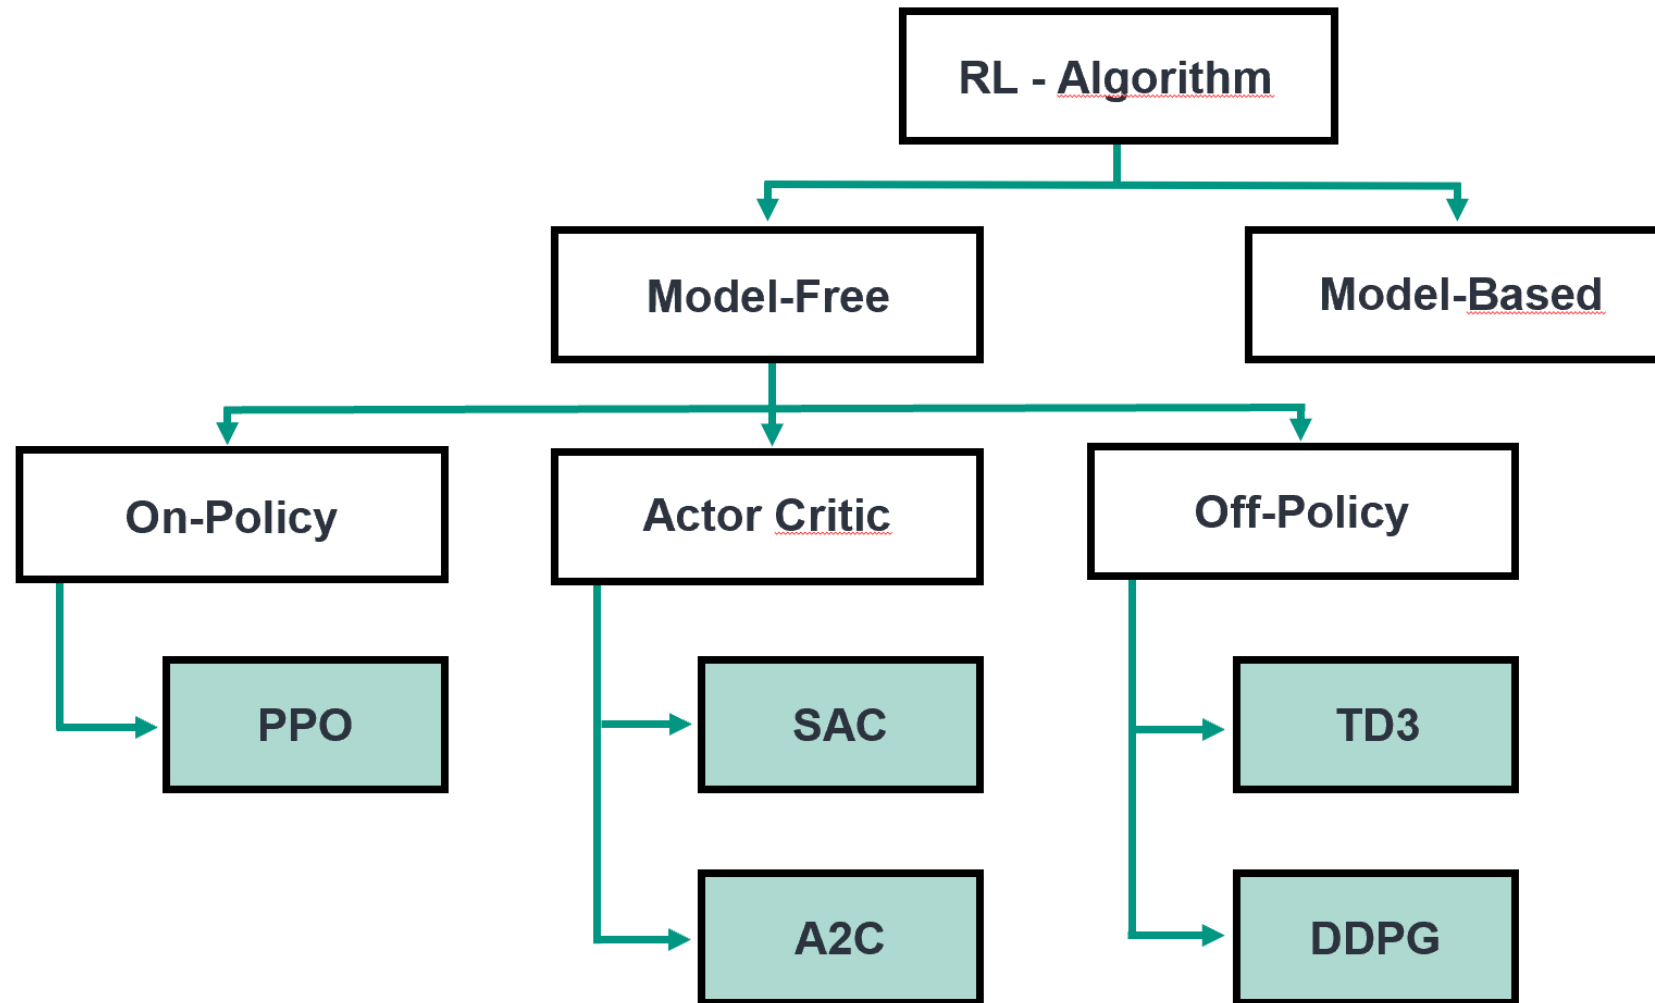 RL - Algorithm
Model-Free
Model-Based
On-Policy
Actor Critic
Off-Policy
PPO
SAC
TD3
A2C
DDPG